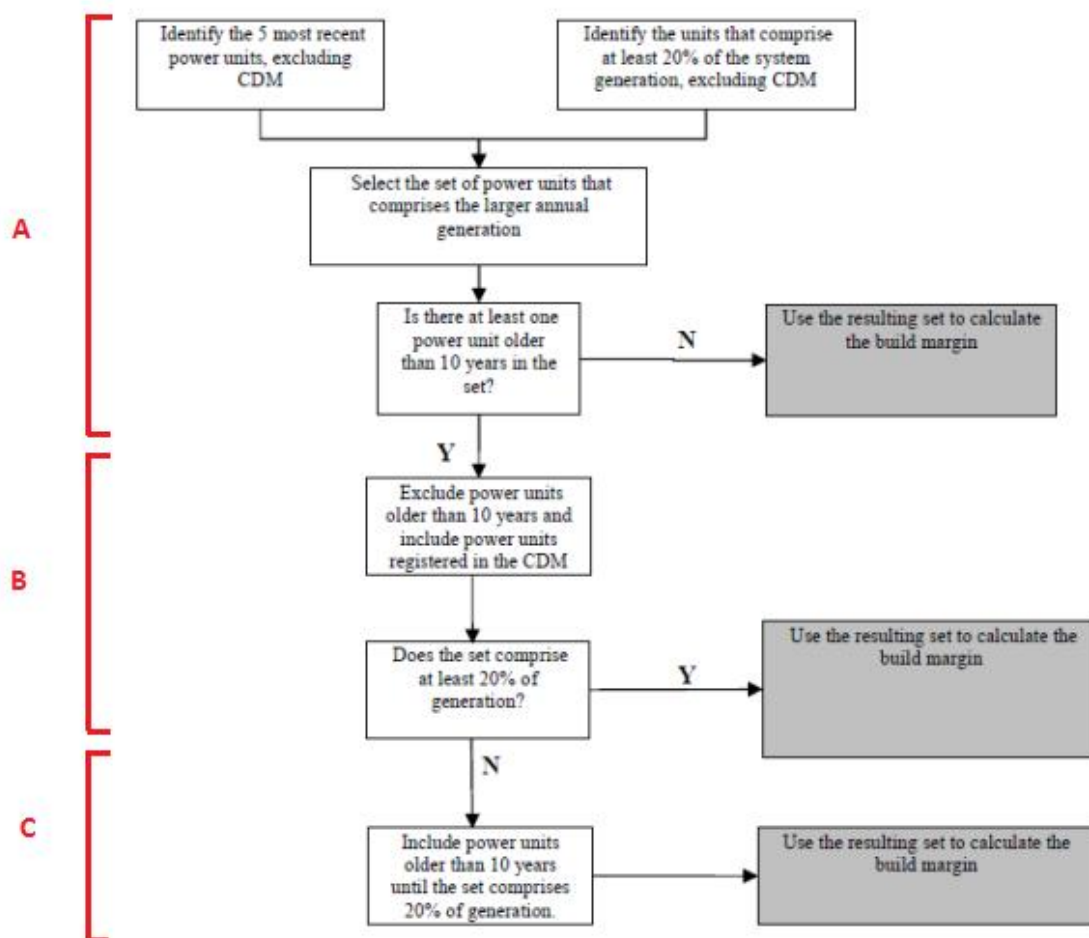 Identify the 5 most recent
power units, excluding
CDM
Identify the units that comprise
at least 20% of the system
generation, excluding CDM
Select the set of power units that
comprises the larger annual
generation
A
Is there at least one
power unit older
than 10 years in the
set?
N
Use the resulting set to calculate
the build margin
Y
Exclude power units
older than 10 years and
include power units
registered in the CDM
B
Does the set comprise
at least 20% of
generation?
Y
Use the resulting set to calculate the
build margin
N
C
Include power units
older than 10 years
until the set comprises
20% of generation.
Use the resulting set to calculate the
build margin